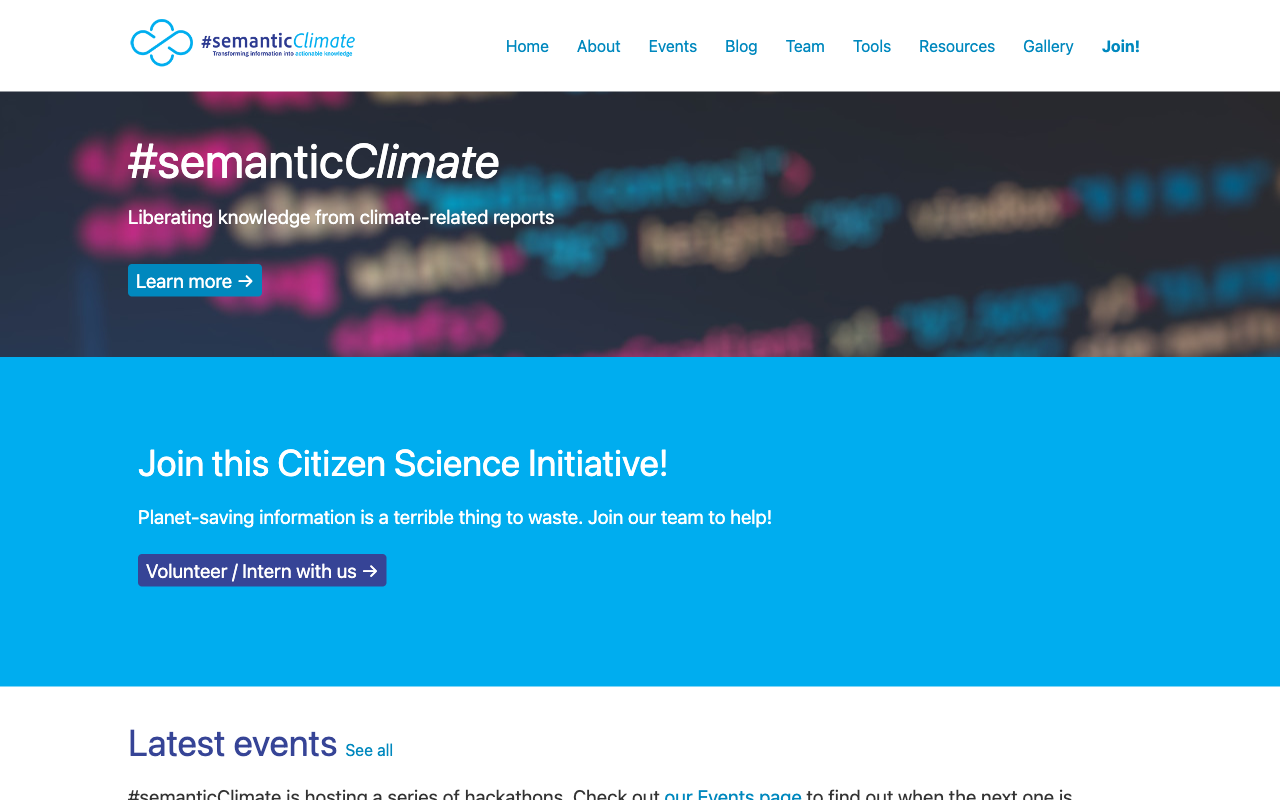 #semanticClimate
Transforming information into actionable knowledge
Home About Events Blog Team Tools Resources Gallery Join!
#semanticClimate
Liberating knowledge from climate-related reports
Learn more →
Join this Citizen Science Initiative!
Planet-saving information is a terrible thing to waste. Join our team to help!
Volunteer / Intern with us →
Latest events See all
#semanticClimate is hosting a series of hackathons. Check out our Events page to find out when the next one is